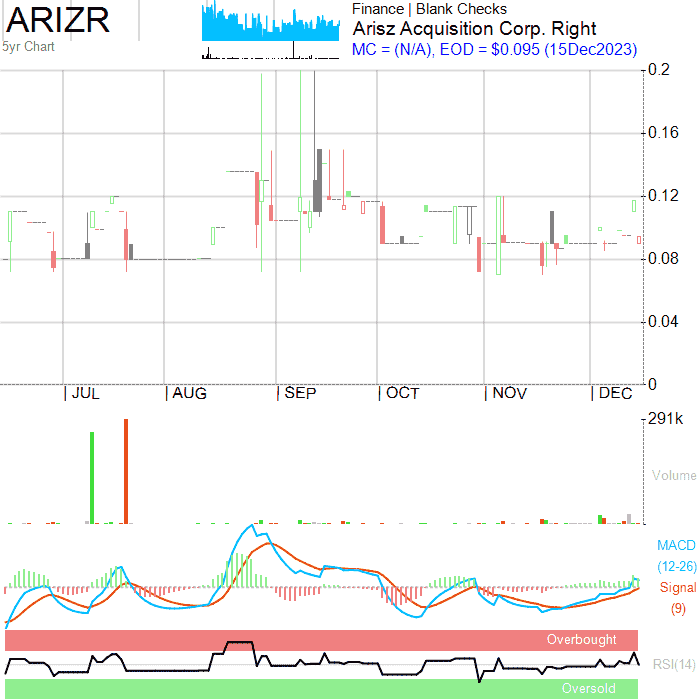 ARIZR
5yr Chart
Finance | Blank Checks
Arisz Acquisition Corp. Right
MC = (N/A), EOD = $0.095 (15Dec2023)
0.2
0.16
0.12
0.08
0.04
0
| JUL | AUG | SEP | OCT | NOV | DEC
291k
Volume
MACD
(12-26)
Signal
(9)
Overbought
RSI(14)
Oversold